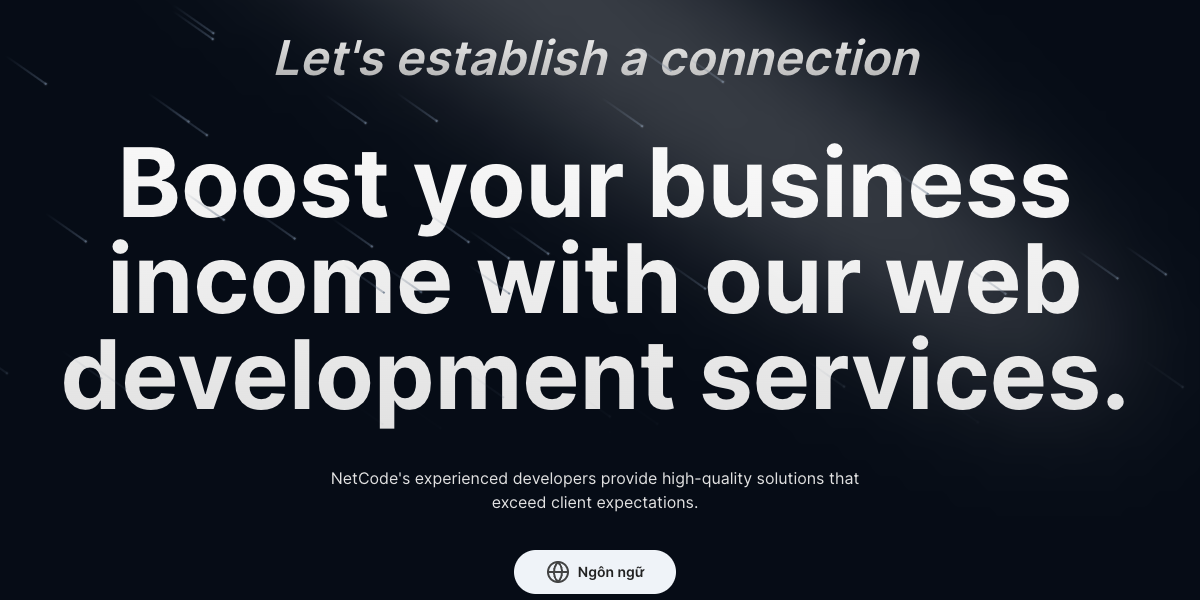 Let's establish a connection
Boost your business
income with our web
development services.
NetCode's experienced developers provide high-quality solutions that
exceed client expectations.
Ngôn ngữ